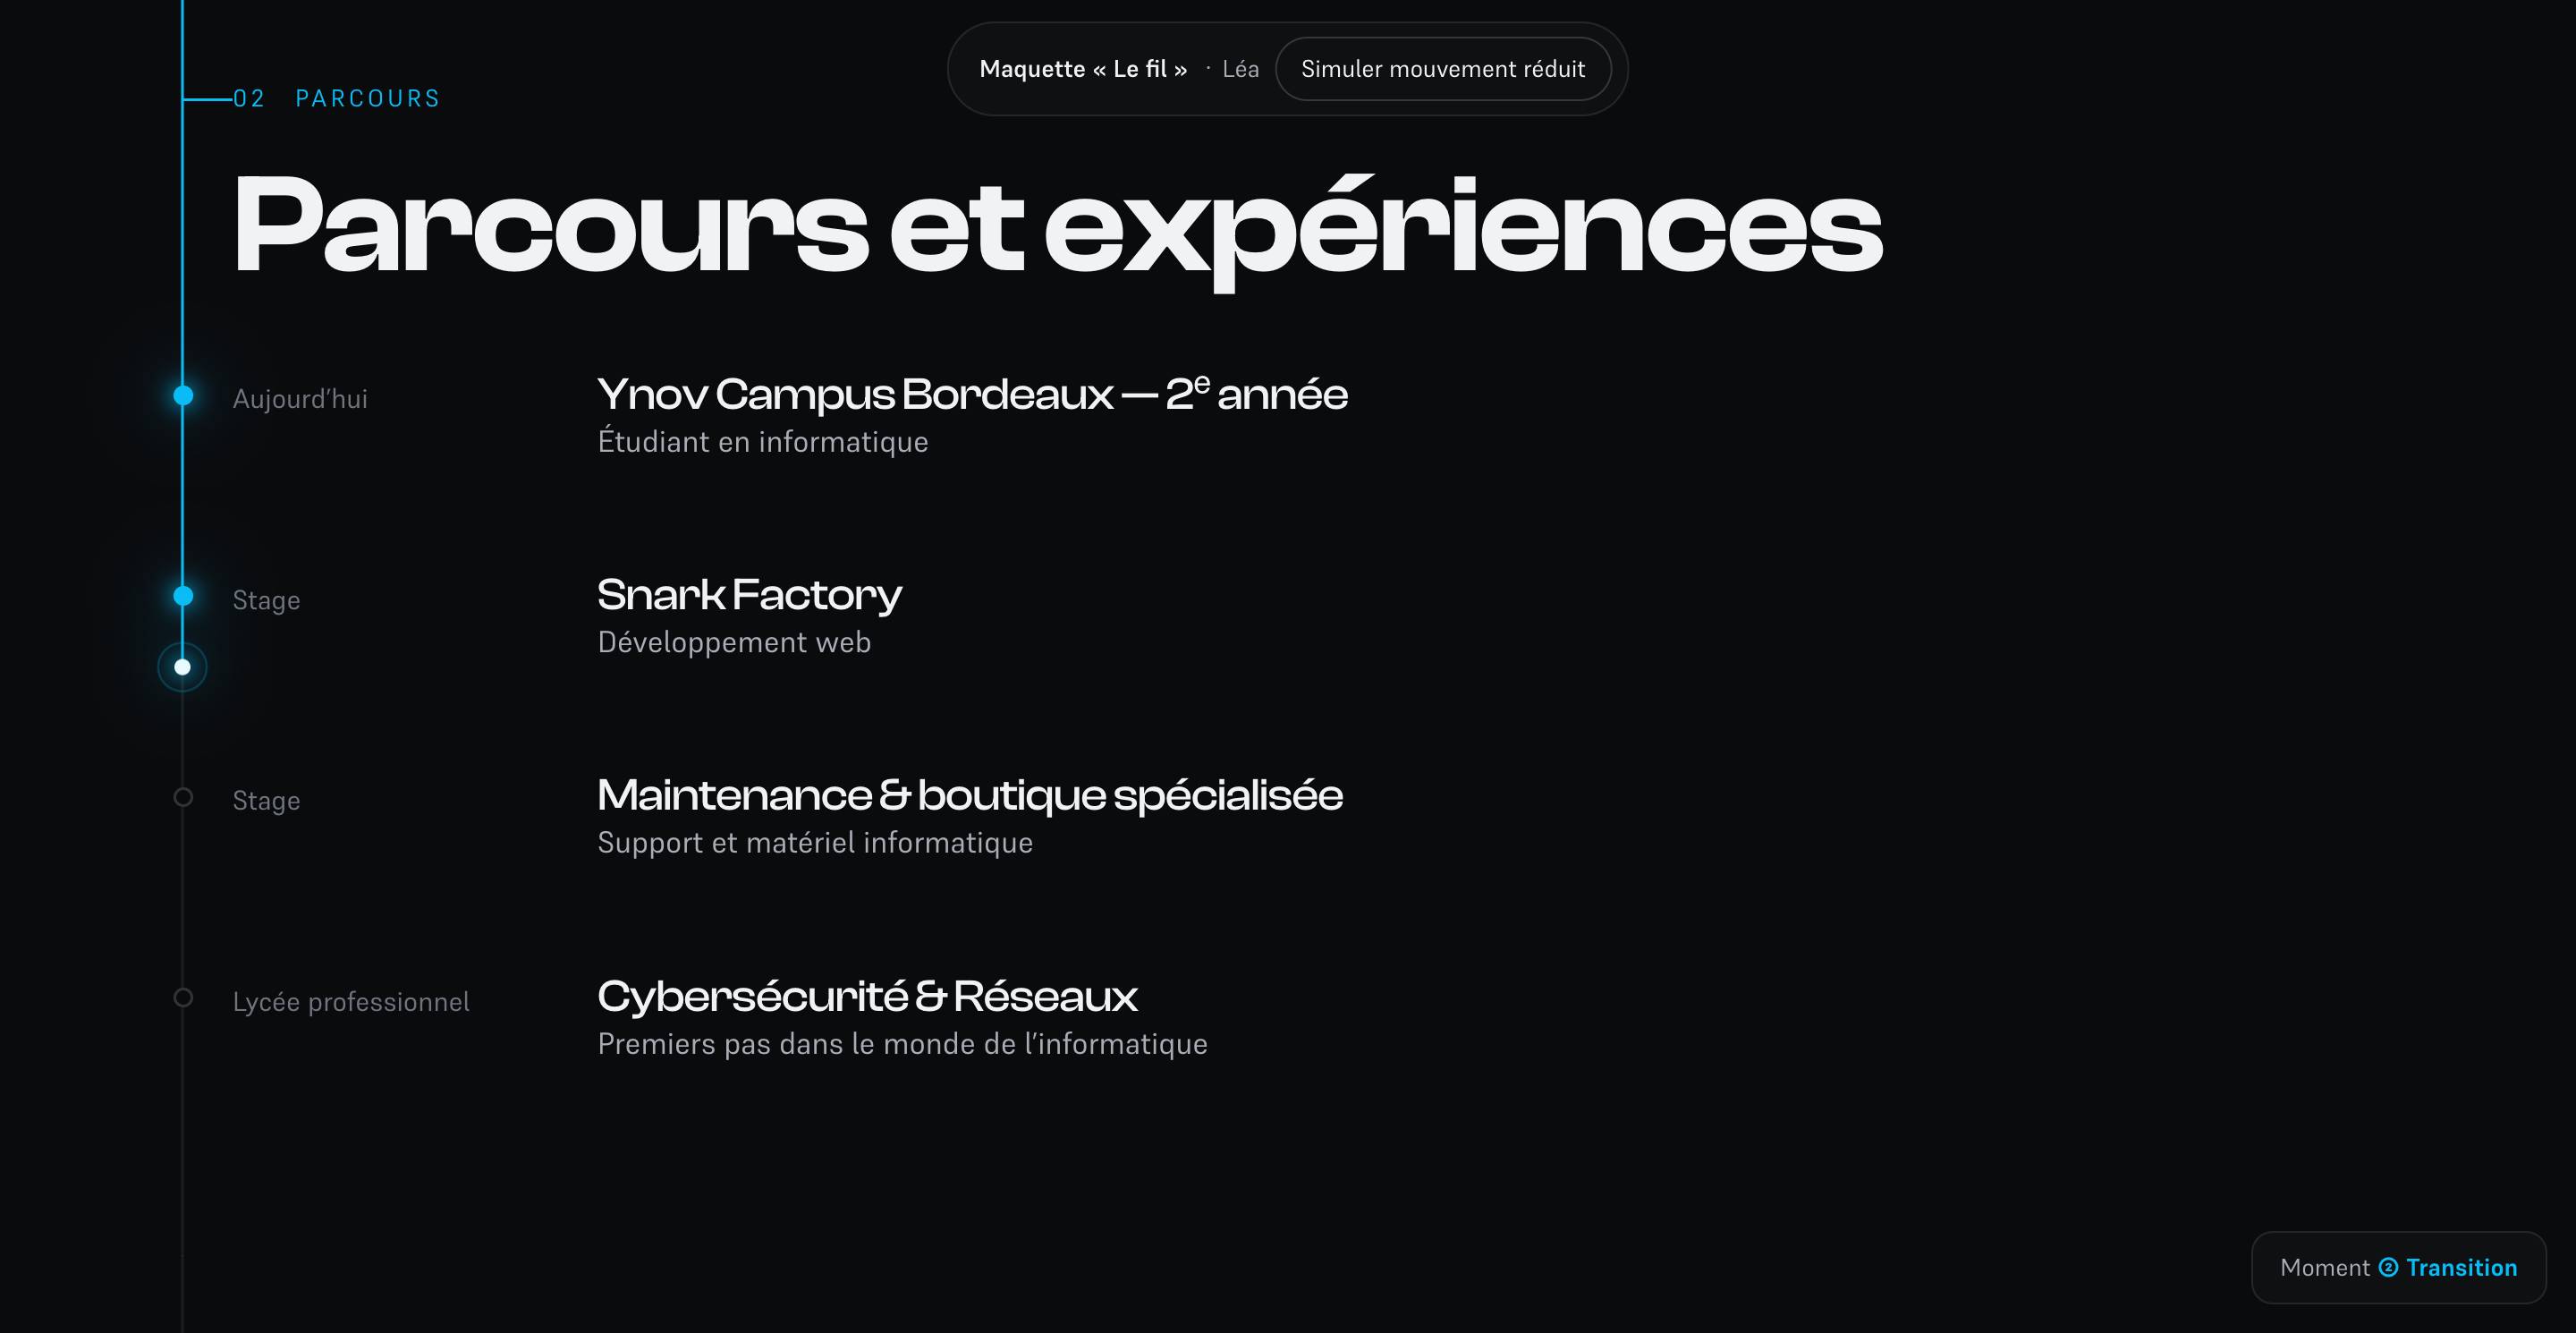 Maquette « Le fil » · Léa Simuler mouvement réduit
02 PARCOURS
Parcours et expériences
Aujourd’hui
Ynov Campus Bordeaux — 2ᵉ année
Étudiant en informatique
Stage
Snark Factory
Développement web
Stage
Maintenance & boutique spécialisée
Support et matériel informatique
Lycée professionnel
Cybersécurité & Réseaux
Premiers pas dans le monde de l’informatique
Moment ② Transition